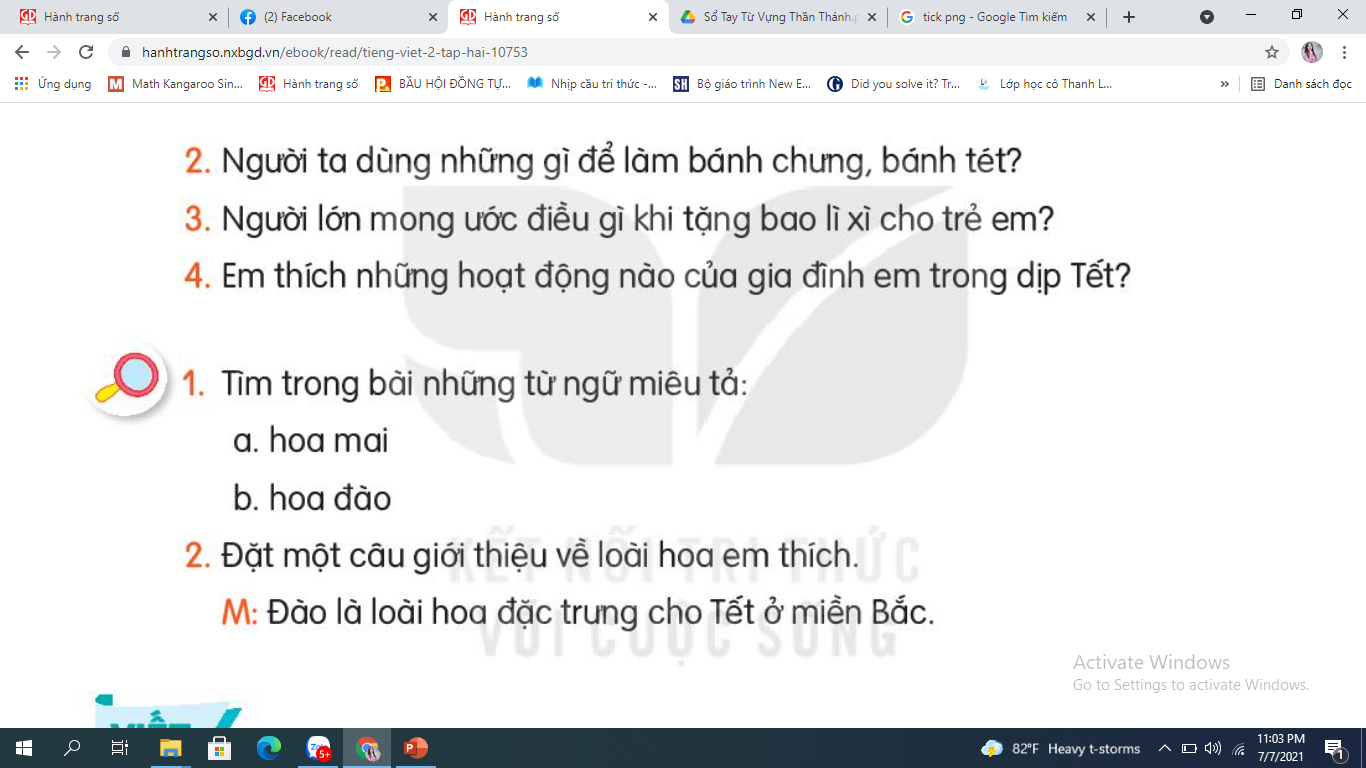 Hành trang số
(2) Facebook
Hành trang số
Sổ Tay Từ Vựng Thần Thánh.p
tick png - Google Tìm kiếm
hanhtrangso.nxbgd.vn/ebook/read/tieng-viet-2-tap-hai-10753
Ứng dụng
Math Kangaroo Sin...
Hành trang số
BẦU HỘI ĐỒNG TỰ...
Nhịp cầu tri thức -...
Bộ giáo trình New E...
Did you solve it? Tr...
Lớp học cô Thanh L...
»
Danh sách đọc
2. Người ta dùng những gì để làm bánh chưng, bánh tét?
3. Người lớn mong ước điều gì khi tặng bao lì xì cho trẻ em?
4. Em thích những hoạt động nào của gia đình em trong dịp Tết?
1. Tìm trong bài những từ ngữ miêu tả:
a. hoa mai
b. hoa đào
2. Đặt một câu giới thiệu về loài hoa em thích.
M: Đào là loài hoa đặc trưng cho Tết ở miền Bắc.
KẾT NỐI TRI THỨC
VỚI CUỘC SỐNG
Activate Windows
Go to Settings to activate Windows.
VIẾT
5+
82°F Heavy t-storms
11:03 PM
7/7/2021
1